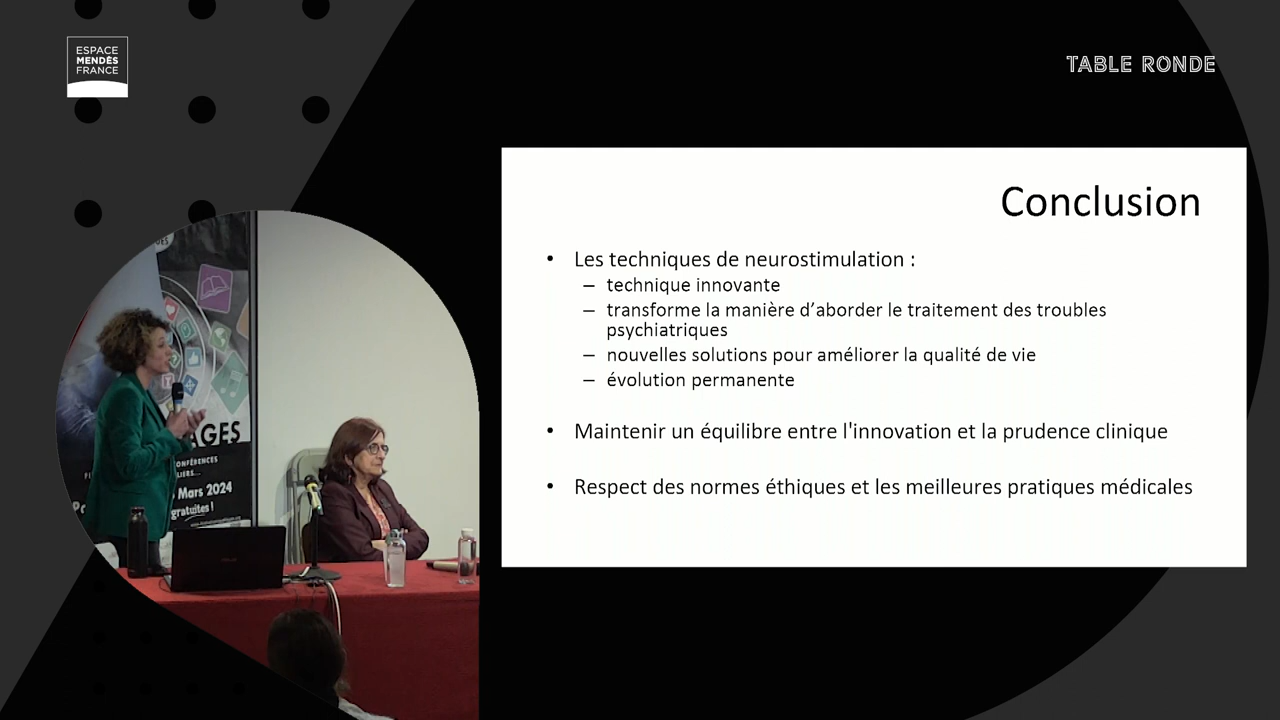 ESPACE
MENDÈS
FRANCE
TABLE RONDE
Conclusion
• Les techniques de neurostimulation :
– technique innovante
– transforme la manière d’aborder le traitement des troubles
psychiatriques
– nouvelles solutions pour améliorer la qualité de vie
– évolution permanente
• Maintenir un équilibre entre l'innovation et la prudence clinique
• Respect des normes éthiques et les meilleures pratiques médicales
AGES
Mars 2024
gratuites !